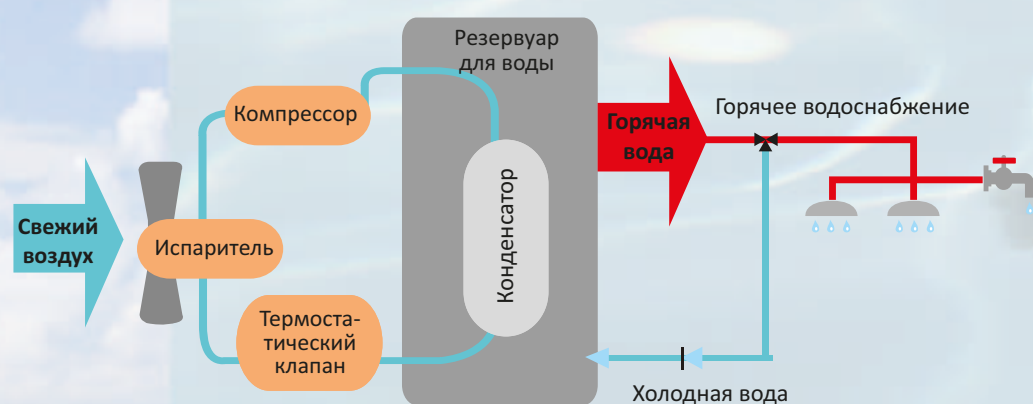 Резервуар
для воды
Компрессор
Горячее водоснабжение
Горячая
вода
Свежий
воздух
Испаритель
Конденсатор
Термоста-
тический
клапан
Холодная вода